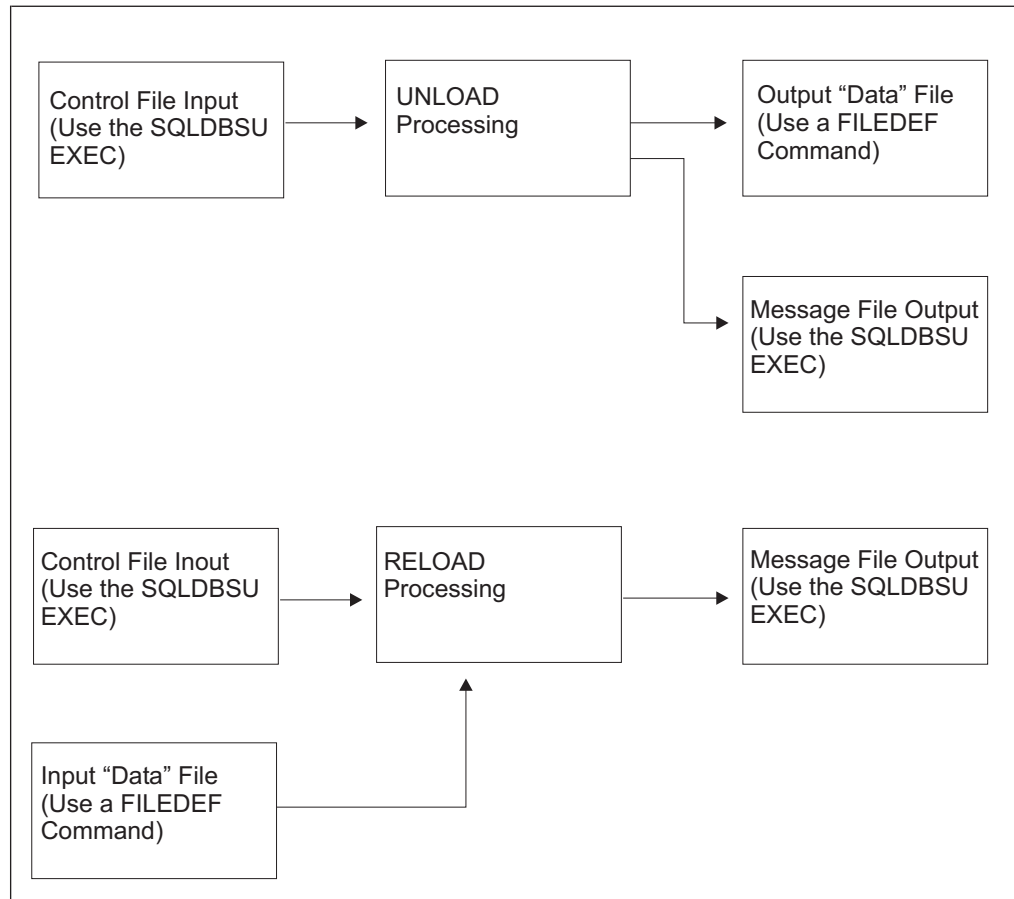 Control File Input
(Use the SQLDBSU
EXEC)
UNLOAD
Processing
Output “Data” File
(Use a FILEDEF
Command)
Message File Output
(Use the SQLDBSU
EXEC)
Control File Inout
(Use the SQLDBSU
EXEC)
RELOAD
Processing
Message File Output
(Use the SQLDBSU
EXEC)
Input “Data” File
(Use a FILEDEF
Command)